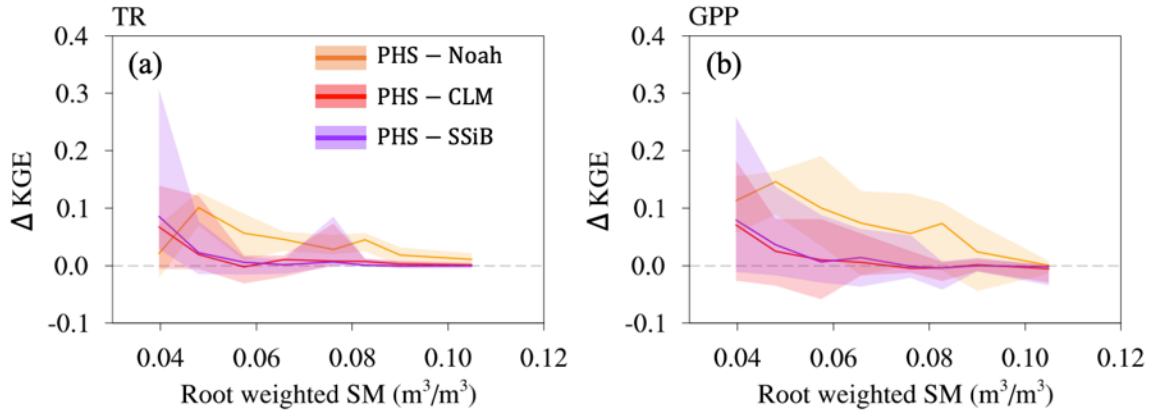 TR
0.4
0.3
0.2
0.1
0.0
-0.1
Δ KGE
(a)
PHS − Noah
PHS − CLM
PHS − SSiB
0.04 0.06 0.08 0.10 0.12
Root weighted SM (m³/m³)
GPP
0.4
0.3
0.2
0.1
0.0
-0.1
Δ KGE
(b)
0.04 0.06 0.08 0.10 0.12
Root weighted SM (m³/m³)